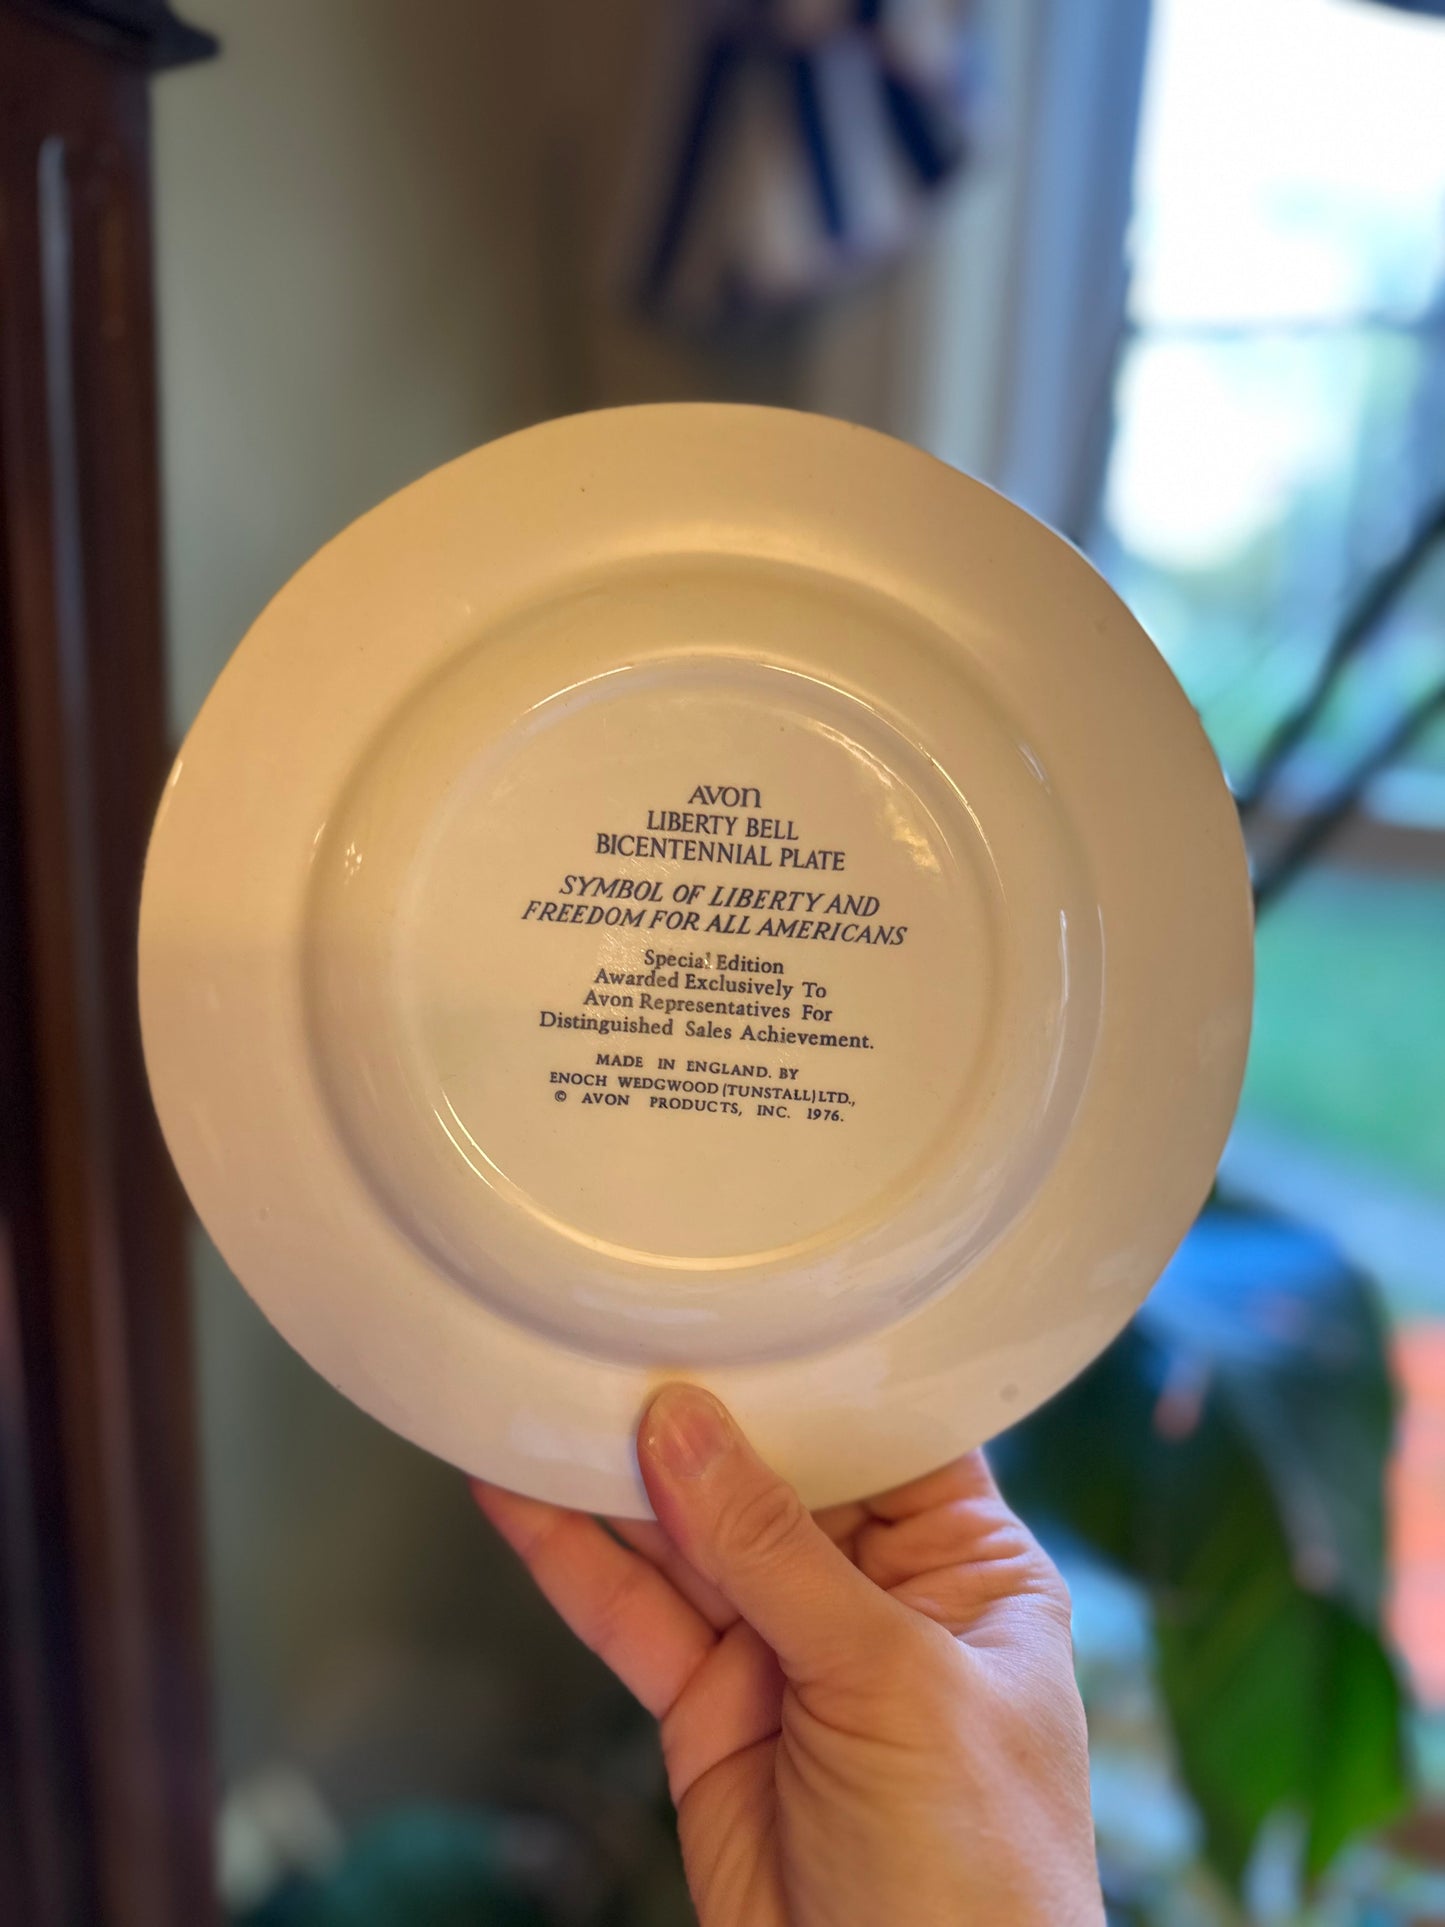 AVON
LIBERTY BELL
BICENTENNIAL PLATE
SYMBOL OF LIBERTY AND
FREEDOM FOR ALL AMERICANS
Special Edition
Awarded Exclusively To
Avon Representatives For
Distinguished Sales Achievement.
MADE IN ENGLAND. BY
ENOCH WEDGWOOD (TUNSTALL) LTD.,
© AVON PRODUCTS, INC. 1976.